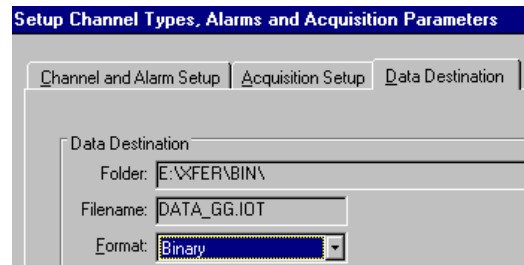 Setup Channel Types, Alarms and Acquisition Parameters
Channel and Alarm Setup Acquisition Setup Data Destination
Data Destination
Folder: E:\XFER\BIN\
Filename: DATA_GG.IOT
Format: Binary